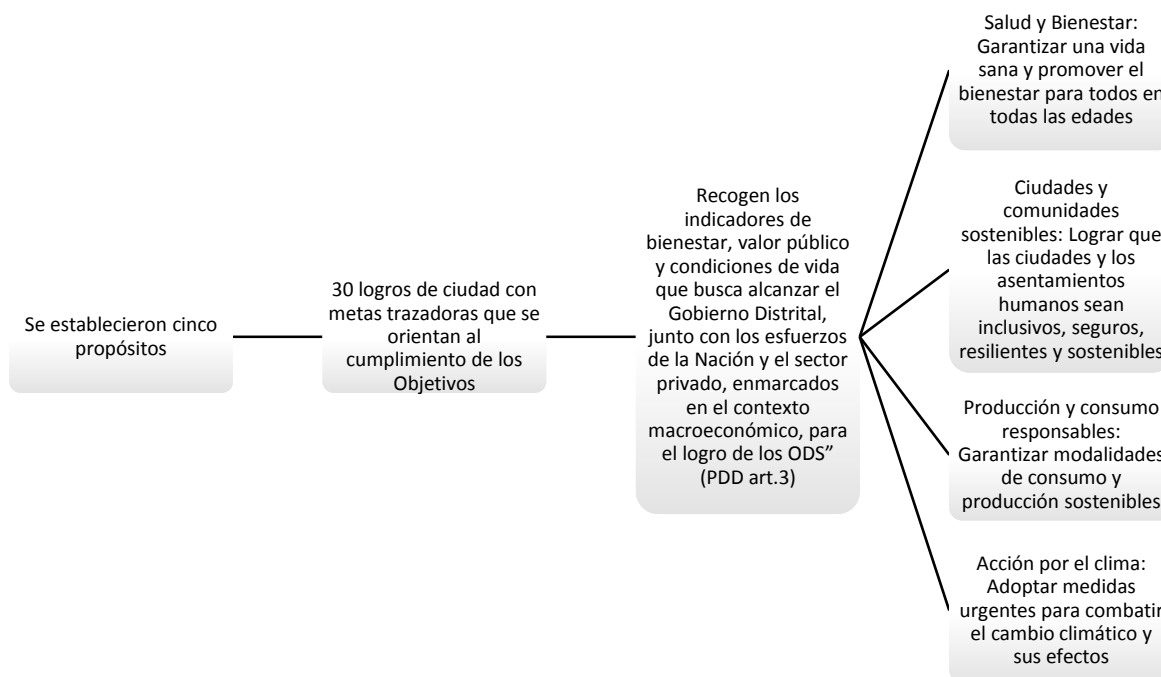 Se establecieron cinco
propósitos
30 logros de ciudad con
metas trazadoras que se
orientan al
cumplimiento de los
Objetivos
Recogen los
indicadores de
bienestar, valor público
y condiciones de vida
que busca alcanzar el
Gobierno Distrital,
junto con los esfuerzos
de la Nación y el sector
privado, enmarcados
en el contexto
macroeconómico, para
el logro de los ODS”
(PDD art.3)
Salud y Bienestar:
Garantizar una vida
sana y promover el
bienestar para todos en
todas las edades
Ciudades y
comunidades
sostenibles: Lograr que
las ciudades y los
asentamientos
humanos sean
inclusivos, seguros,
resilientes y sostenibles
Producción y consumo
responsables:
Garantizar modalidades
de consumo y
producción sostenibles
Acción por el clima:
Adoptar medidas
urgentes para combatir
el cambio climático y
sus efectos